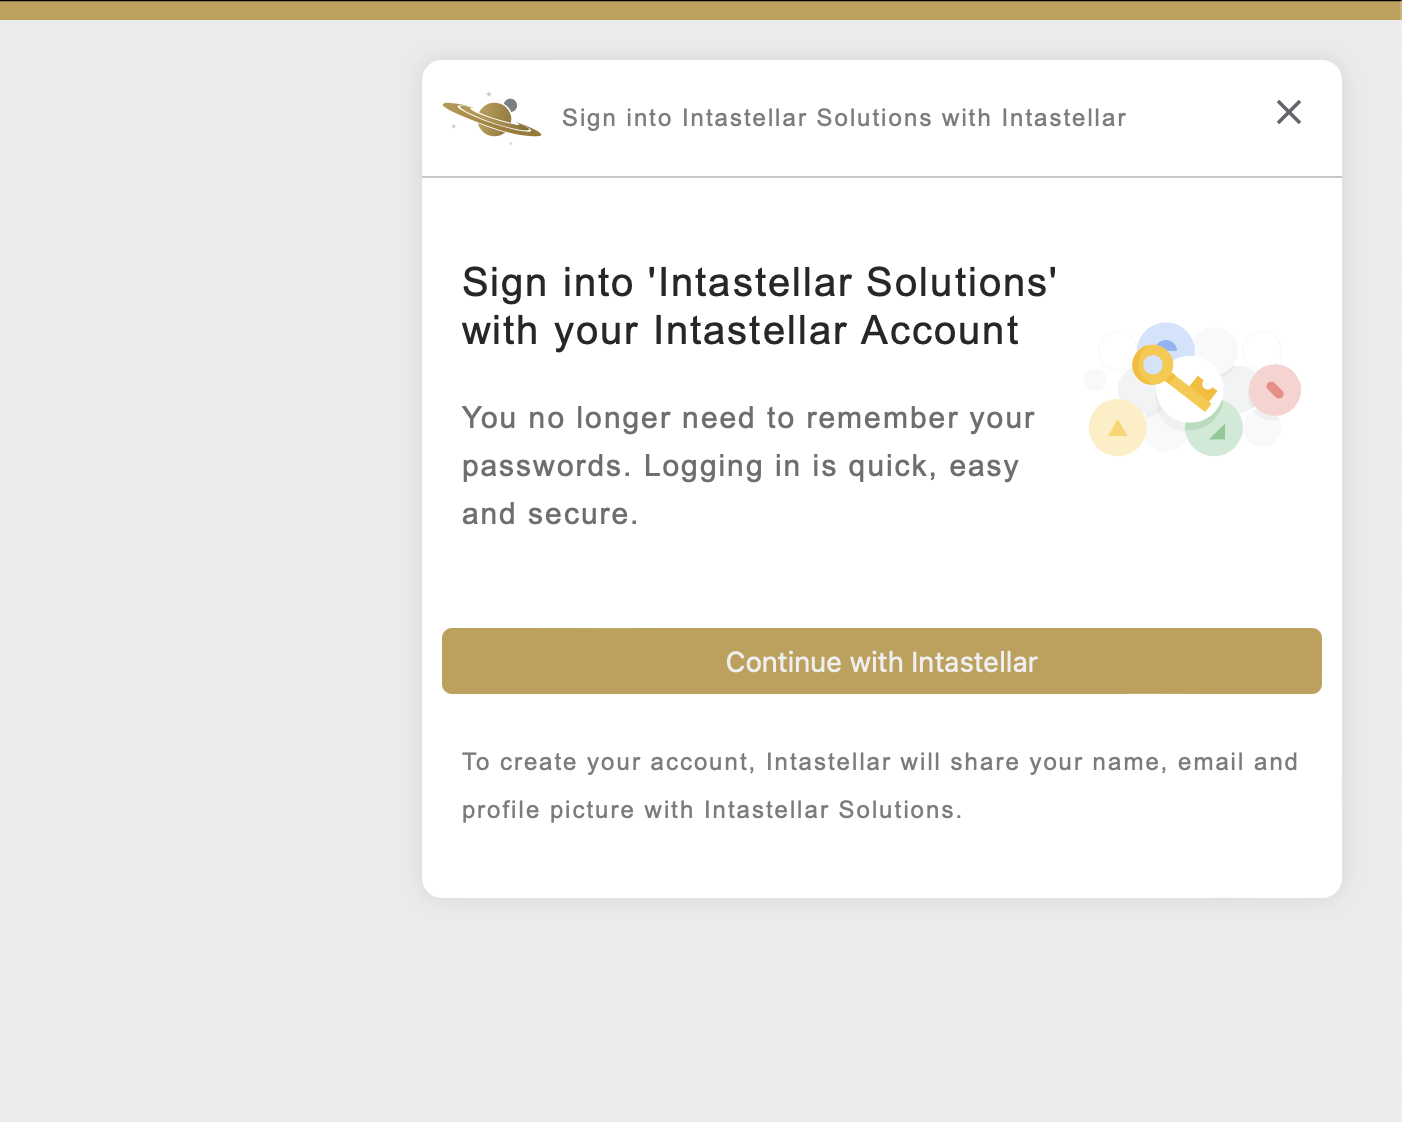 Sign into Intastellar Solutions with Intastellar
Sign into 'Intastellar Solutions'
with your Intastellar Account
You no longer need to remember your
passwords. Logging in is quick, easy
and secure.
Continue with Intastellar
To create your account, Intastellar will share your name, email and
profile picture with Intastellar Solutions.